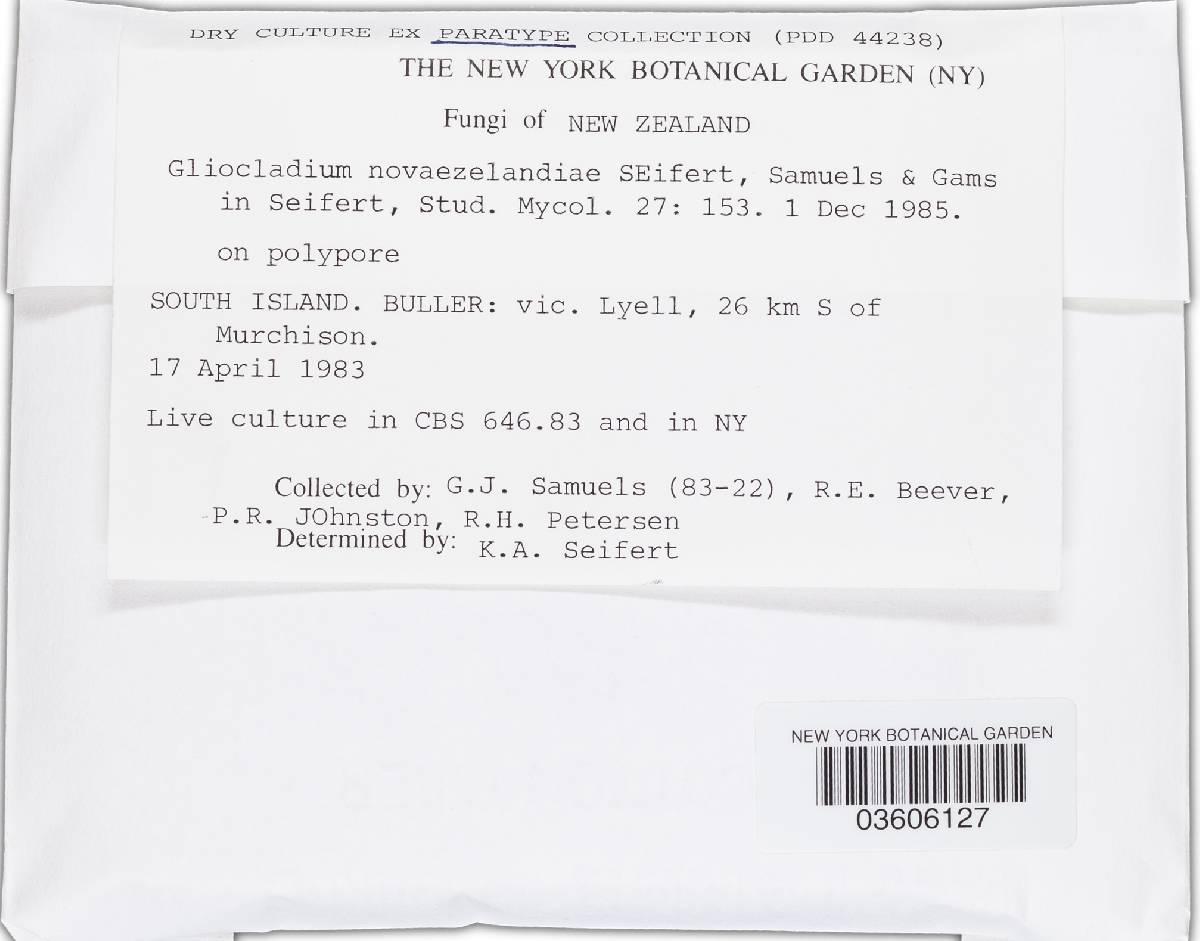 DRY CULTURE EX PARATYPE COLLECTION (PDD 44238)
THE NEW YORK BOTANICAL GARDEN (NY)
Fungi of NEW ZEALAND
Gliocladium novaezelandiae SEifert, Samuels & Gams
in Seifert, Stud. Mycol. 27: 153. 1 Dec 1985.
on polypore
SOUTH ISLAND. BULLER: vic. Lyell, 26 km S of
Murchison.
17 April 1983
Live culture in CBS 646.83 and in NY
Collected by: G.J. Samuels (83-22), R.E. Beever,
P.R. JOhnston, R.H. Petersen
Determined by: K.A. Seifert
NEW YORK BOTANICAL GARDEN
03606127